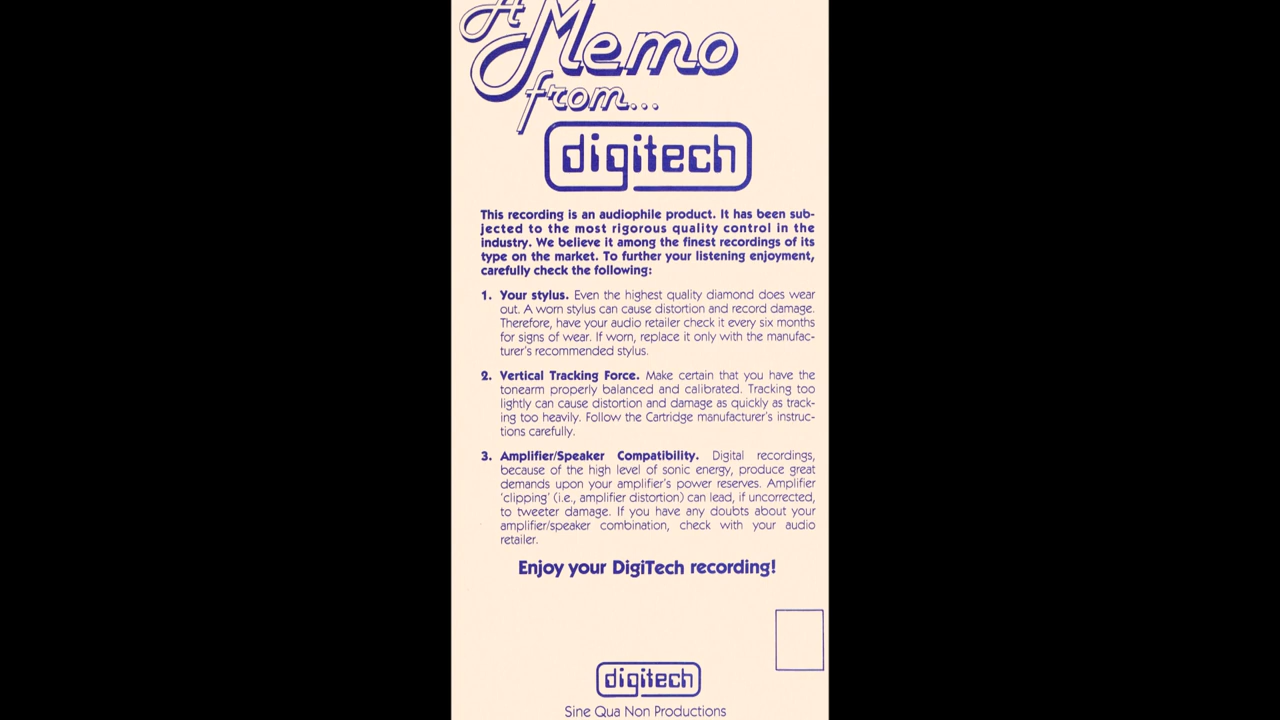 A Memo
from...
digitech
This recording is an audiophile product. It has been sub-
jected to the most rigorous quality control in the
industry. We believe it among the finest recordings of its
type on the market. To further your listening enjoyment,
carefully check the following:
1. Your stylus. Even the highest quality diamond does wear
out. A worn stylus can cause distortion and record damage.
Therefore, have your audio retailer check it every six months
for signs of wear. If worn, replace it only with the manufac-
turer's recommended stylus.
2. Vertical Tracking Force. Make certain that you have the
tonearm properly balanced and calibrated. Tracking too
lightly can cause distortion and damage as quickly as track-
ing too heavily. Follow the Cartridge manufacturer's instruc-
tions carefully.
3. Amplifier/Speaker Compatibility. Digital recordings,
because of the high level of sonic energy, produce great
demands upon your amplifier's power reserves. Amplifier
'clipping' (i.e., amplifier distortion) can lead, if uncorrected,
to tweeter damage. If you have any doubts about your
amplifier/speaker combination, check with your audio
retailer.
Enjoy your DigiTech recording!
digitech
Sine Qua Non Productions